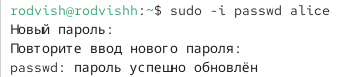 rodvish@rodvishh:~$ sudo -i passwd alice
Новый пароль:
Повторите ввод нового пароля:
passwd: пароль успешно обновлён